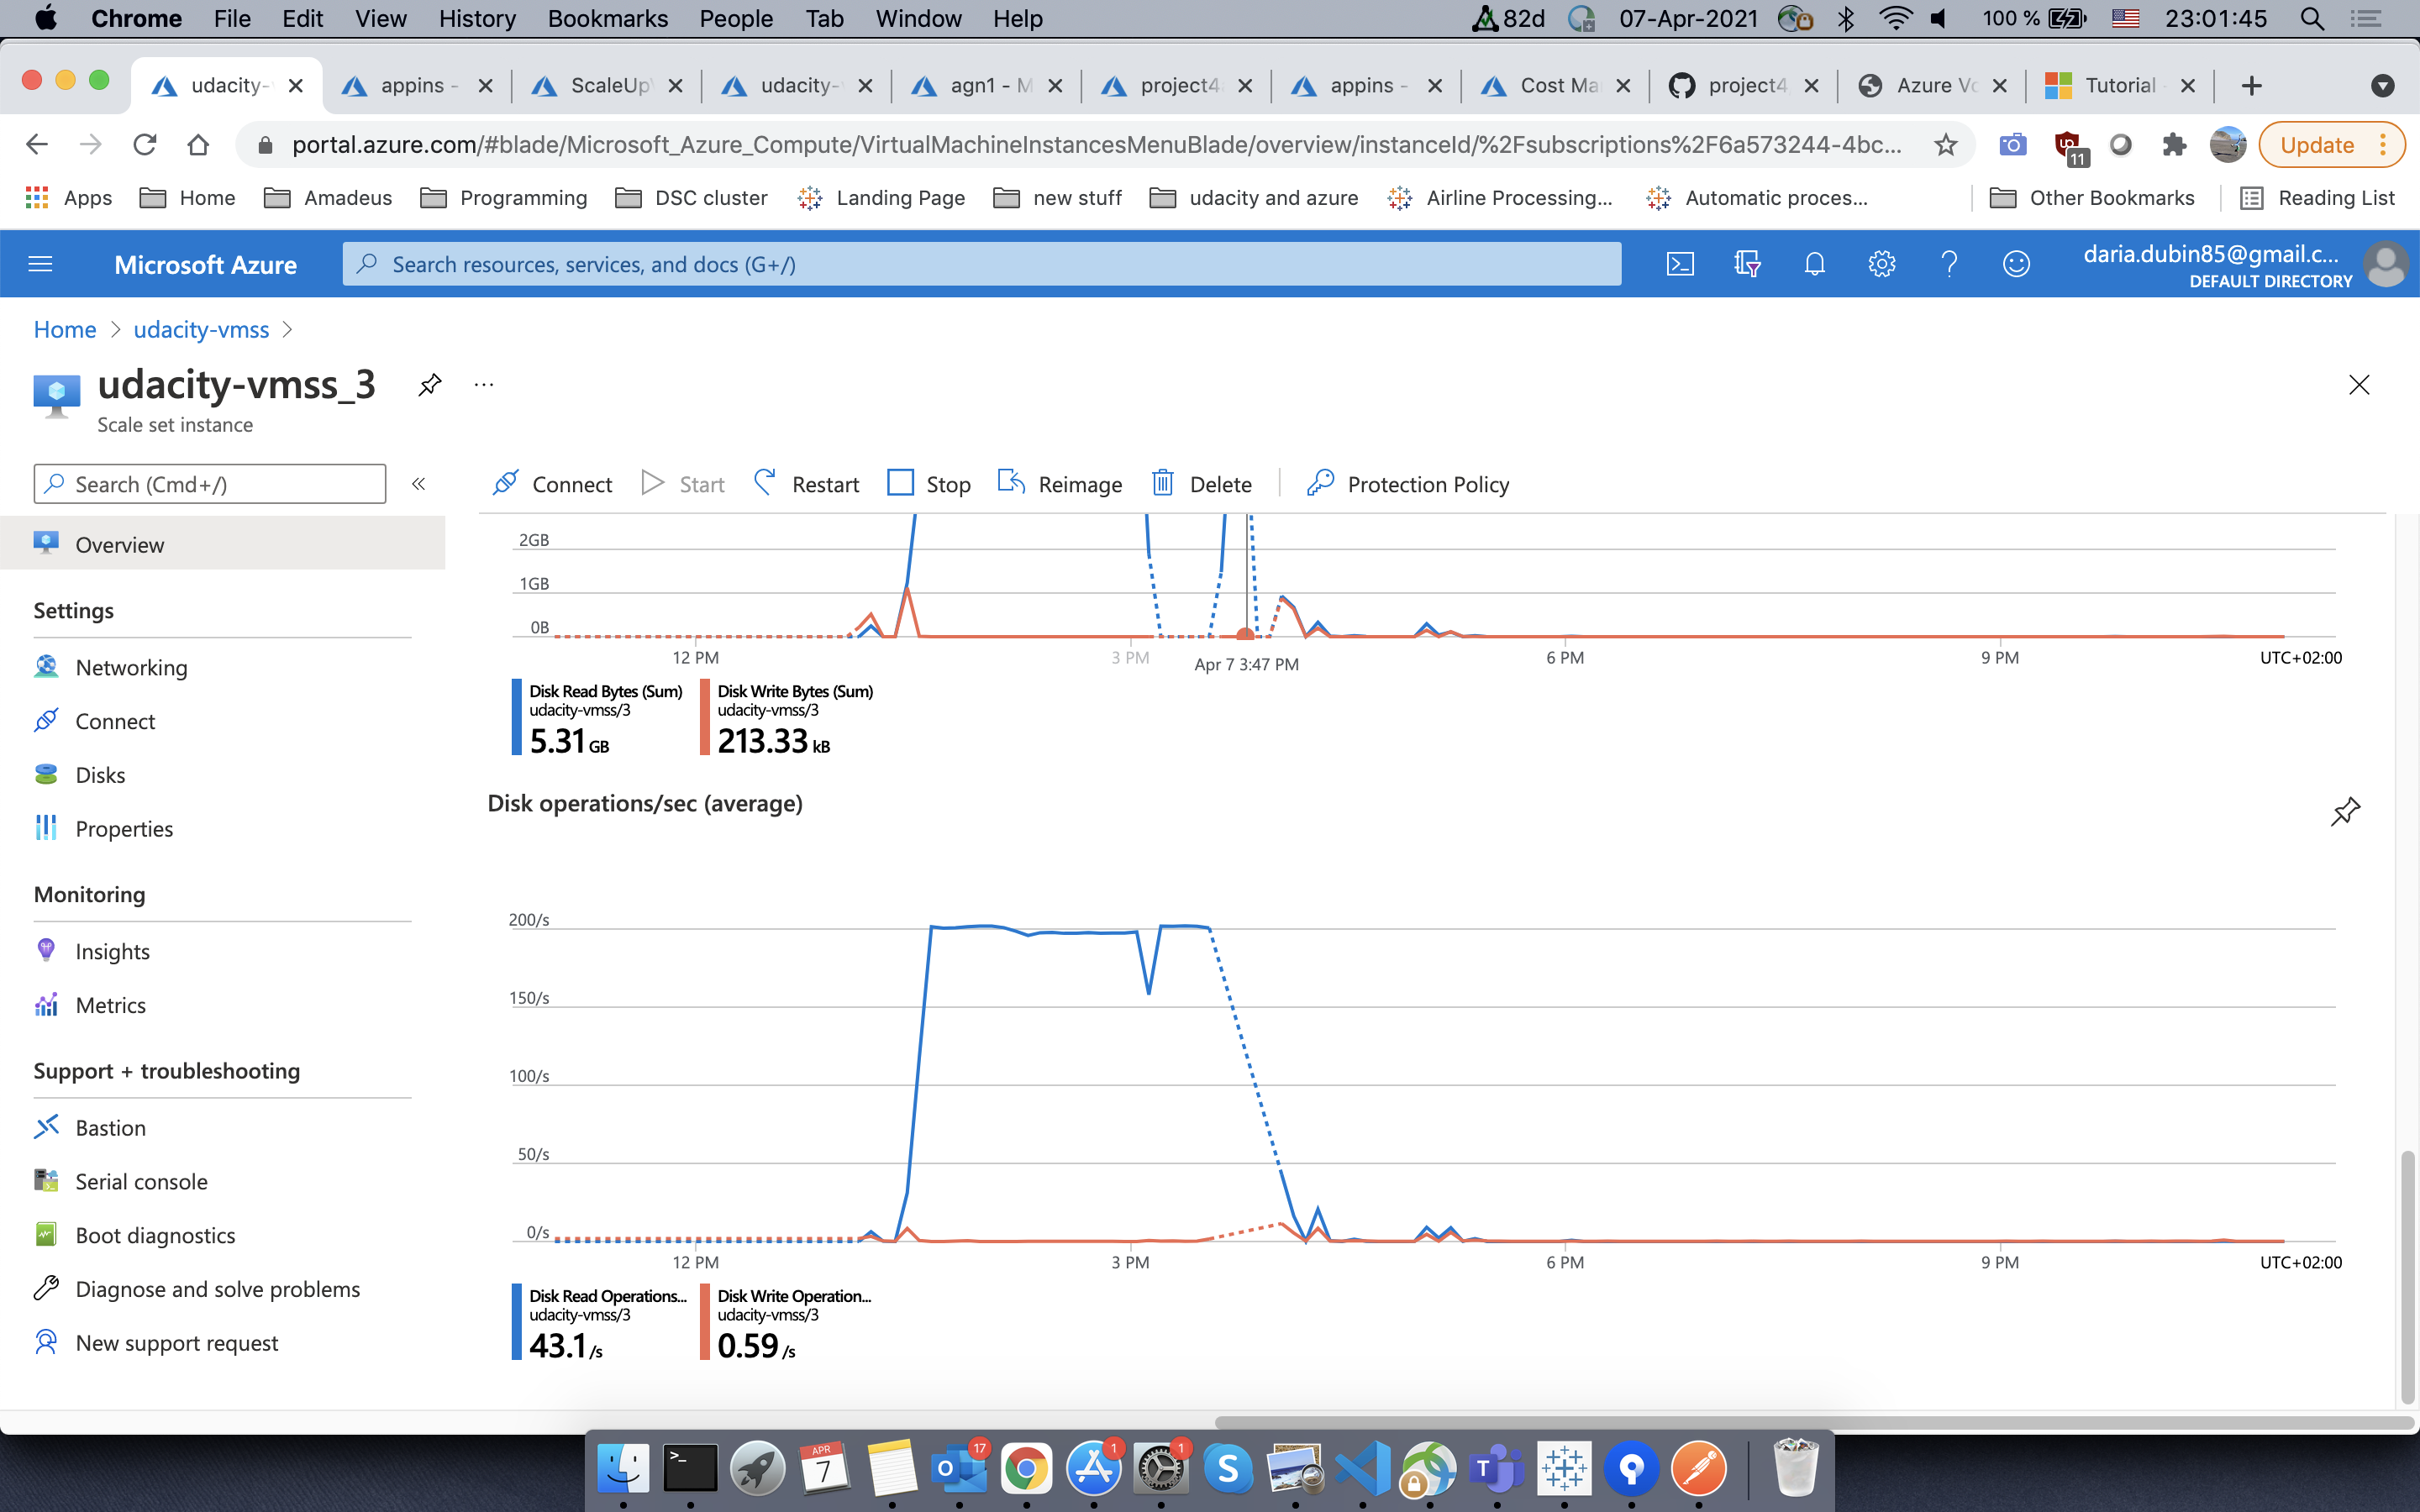 Chrome File Edit View History Bookmarks People Tab Window Help 82d 07-Apr-2021 100 % 23:01:45
udacity- appins - ScaleUp udacity- agn1 - M project4 appins - Cost Ma project4 Azure Vo Tutorial
portal.azure.com/#blade/Microsoft_Azure_Compute/VirtualMachineInstancesMenuBlade/overview/instanceId/%2Fsubscriptions%2F6a573244-4bc... 11 Update
Apps Home Amadeus Programming DSC cluster Landing Page new stuff udacity and azure Airline Processing... Automatic proces... Other Bookmarks Reading List
Microsoft Azure Search resources, services, and docs (G+/) daria.dubin85@gmail.c...
DEFAULT DIRECTORY
Home > udacity-vmss >
udacity-vmss_3 ...
Scale set instance
Search (Cmd+/) «
Connect Start Restart Stop Reimage Delete Protection Policy
Overview
Settings
Networking
Connect
Disks
Properties
Monitoring
Insights
Metrics
Support + troubleshooting
Bastion
Serial console
Boot diagnostics
Diagnose and solve problems
New support request
2GB
1GB
0B
12 PM 3 PM Apr 7 3:47 PM 6 PM 9 PM UTC+02:00
Disk Read Bytes (Sum) Disk Write Bytes (Sum)
udacity-vmss/3 udacity-vmss/3
5.31 GB 213.33 kB
Disk operations/sec (average)
200/s
150/s
100/s
50/s
0/s
12 PM 3 PM 6 PM 9 PM UTC+02:00
Disk Read Operations... Disk Write Operation...
udacity-vmss/3 udacity-vmss/3
43.1 /s 0.59 /s
APR 7 17 1 1